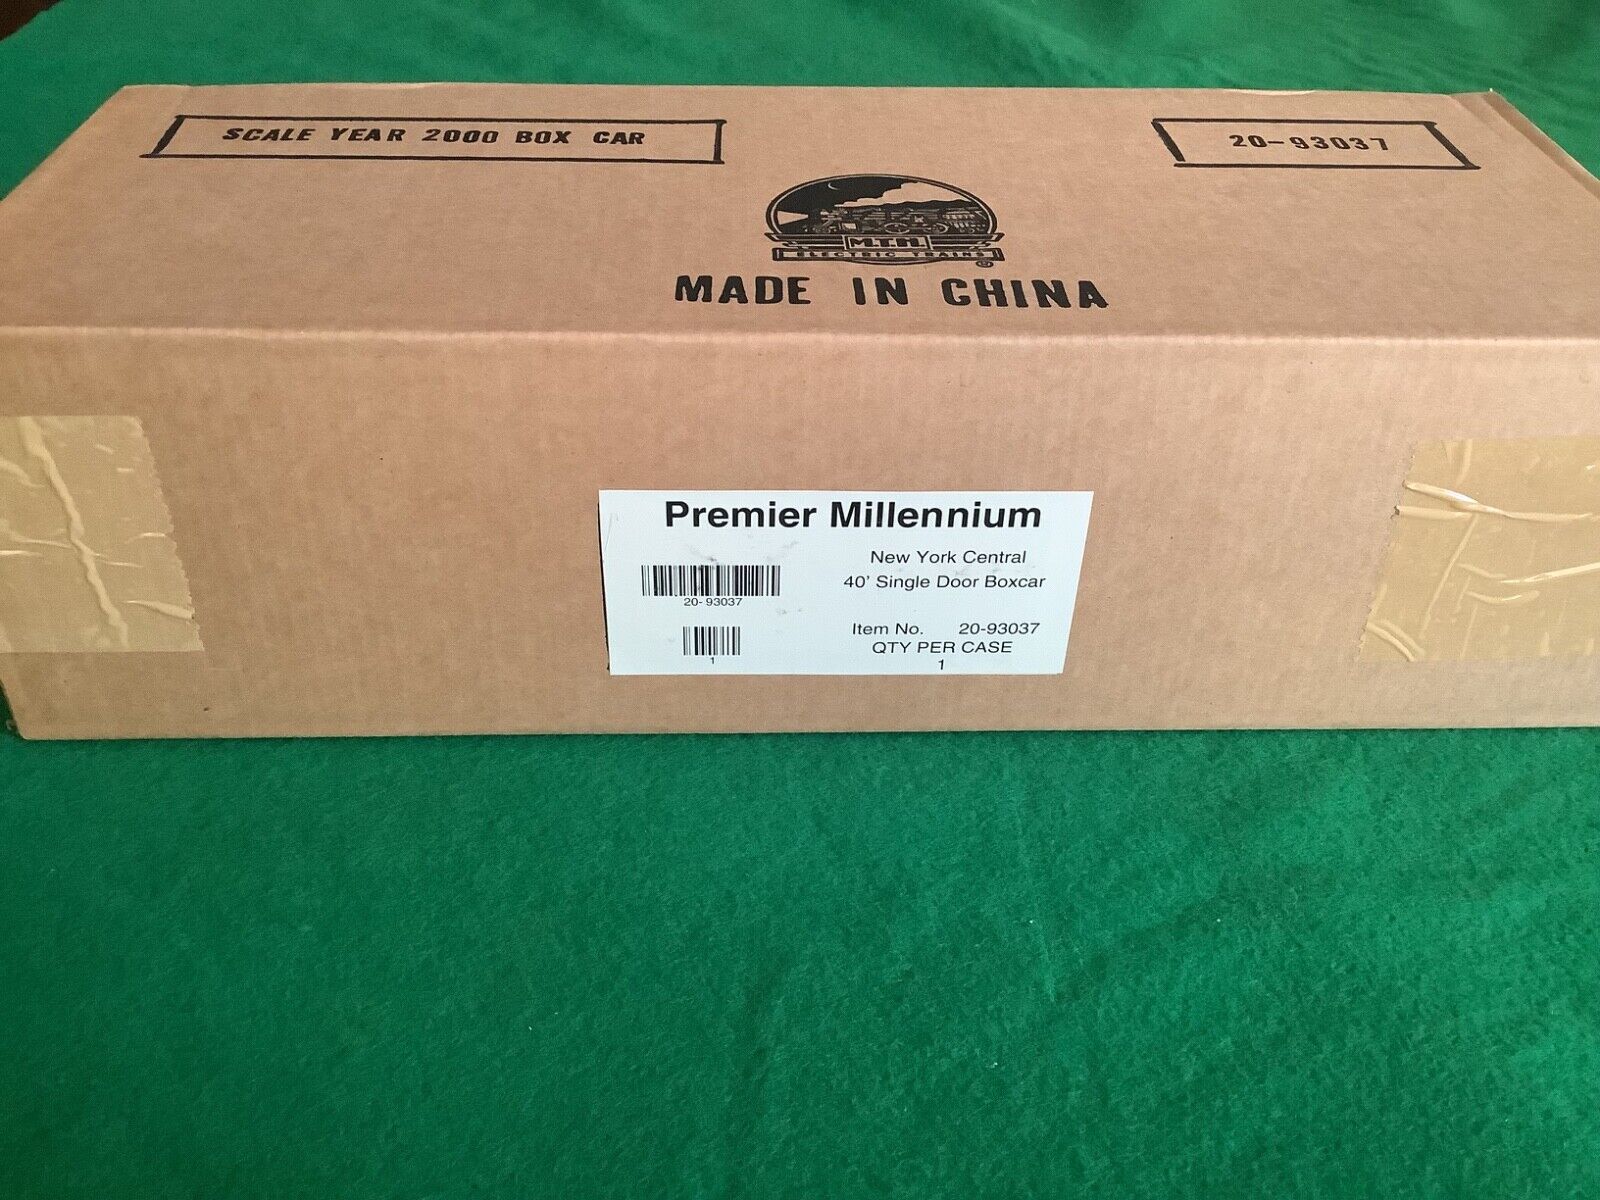 SCALE YEAR 2000 BOX CAR
20-93037
M.T.H.
ELECTRIC TRAINS
®
MADE IN CHINA
Premier Millennium
New York Central
40' Single Door Boxcar
20-93037
Item No. 20-93037
QTY PER CASE
1
1